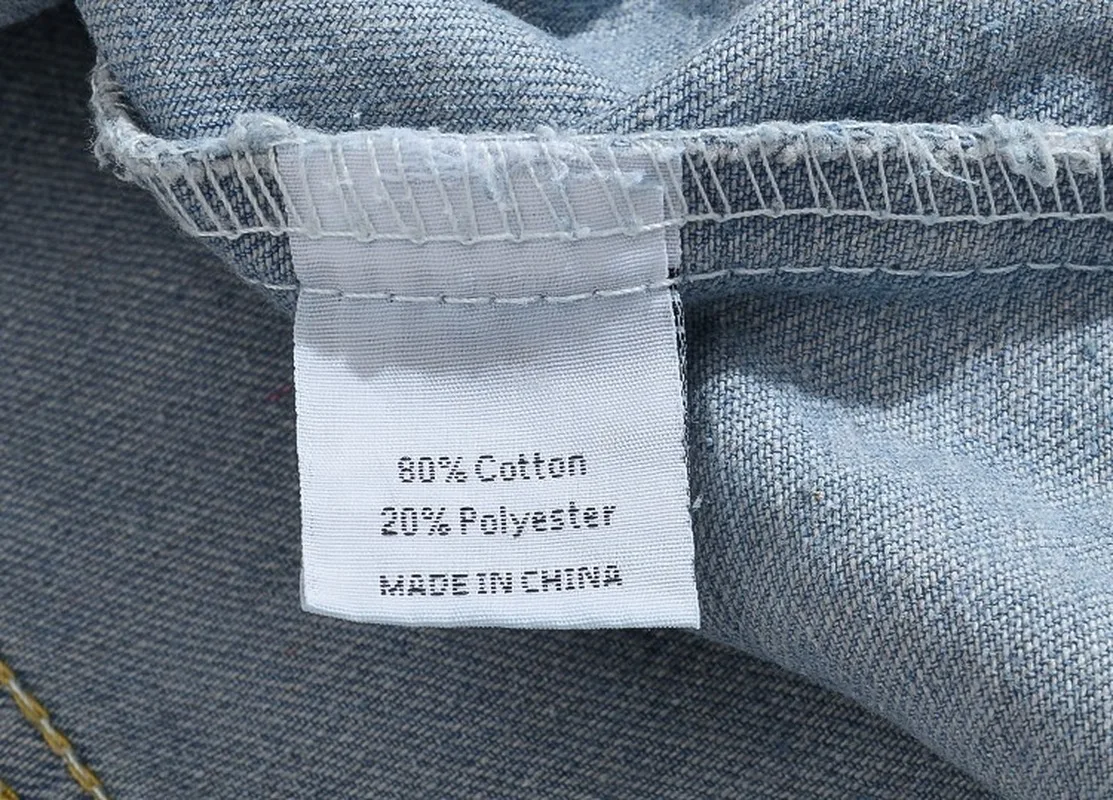 80% Cotton
20% Polyester
MADE IN CHINA